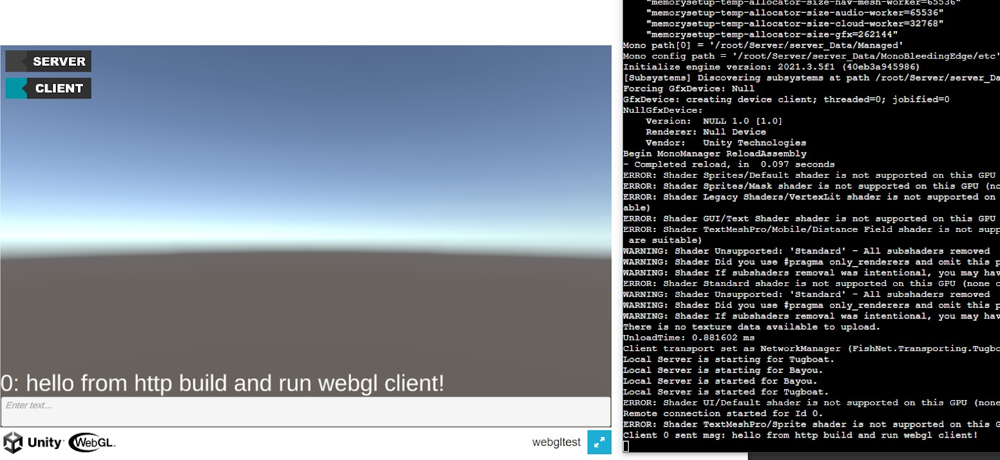 SERVER
CLIENT
0: hello from http build and run webgl client!
Enter text...
Unity
WebGL.
webgltest
"memorysetup-temp-allocator-size-nav-mesh-worker=65536"
"memorysetup-temp-allocator-size-audio-worker=65536"
"memorysetup-temp-allocator-size-cloud-worker=32768"
"memorysetup-temp-allocator-size-gfx=262144"
Mono path[0] = '/root/Server/server_Data/Managed'
Mono config path = '/root/Server/server_Data/MonoBleedingEdge/etc'
Initialize engine version: 2021.3.5f1 (40eb3a945986)
[Subsystems] Discovering subsystems at path /root/Server/server_Da
Forcing GfxDevice: Null
GfxDevice: creating device client; threaded=0; jobified=0
NullGfxDevice:
Version: NULL 1.0 [1.0]
Renderer: Null Device
Vendor: Unity Technologies
Begin MonoManager ReloadAssembly
- Completed reload, in 0.097 seconds
ERROR: Shader Sprites/Default shader is not supported on this GPU
ERROR: Shader Sprites/Mask shader is not supported on this GPU (no
ERROR: Shader Legacy Shaders/VertexLit shader is not supported on
able)
ERROR: Shader GUI/Text Shader shader is not supported on this GPU
ERROR: Shader TextMeshPro/Mobile/Distance Field shader is not supp
are suitable)
WARNING: Shader Unsupported: 'Standard' - All subshaders removed
WARNING: Shader Did you use #pragma only_renderers and omit this p
WARNING: Shader If subshaders removal was intentional, you may hav
ERROR: Shader Standard shader is not supported on this GPU (none o
WARNING: Shader Unsupported: 'Standard' - All subshaders removed
WARNING: Shader Did you use #pragma only_renderers and omit this p
WARNING: Shader If subshaders removal was intentional, you may hav
There is no texture data available to upload.
UnloadTime: 0.881602 ms
Client transport set as NetworkManager (FishNet.Transporting.Tugbo
Local Server is starting for Tugboat.
Local Server is starting for Bayou.
Local Server is started for Bayou.
Local Server is started for Tugboat.
ERROR: Shader UI/Default shader is not supported on this GPU (none
Remote connection started for Id 0.
ERROR: Shader TextMeshPro/Sprite shader is not supported on this G
Client 0 sent msg: hello from http build and run webgl client!